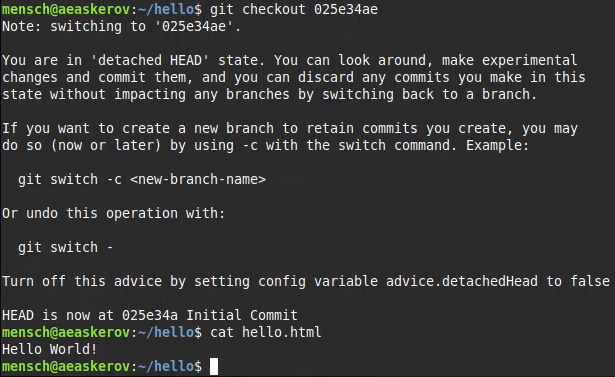 mensch@aeaskerov:~/hello$ git checkout 025e34ae
Note: switching to '025e34ae'.

You are in 'detached HEAD' state. You can look around, make experimental
changes and commit them, and you can discard any commits you make in this
state without impacting any branches by switching back to a branch.

If you want to create a new branch to retain commits you create, you may
do so (now or later) by using -c with the switch command. Example:

  git switch -c <new-branch-name>

Or undo this operation with:

  git switch -

Turn off this advice by setting config variable advice.detachedHead to false

HEAD is now at 025e34a Initial Commit
mensch@aeaskerov:~/hello$ cat hello.html
Hello World!
mensch@aeaskerov:~/hello$